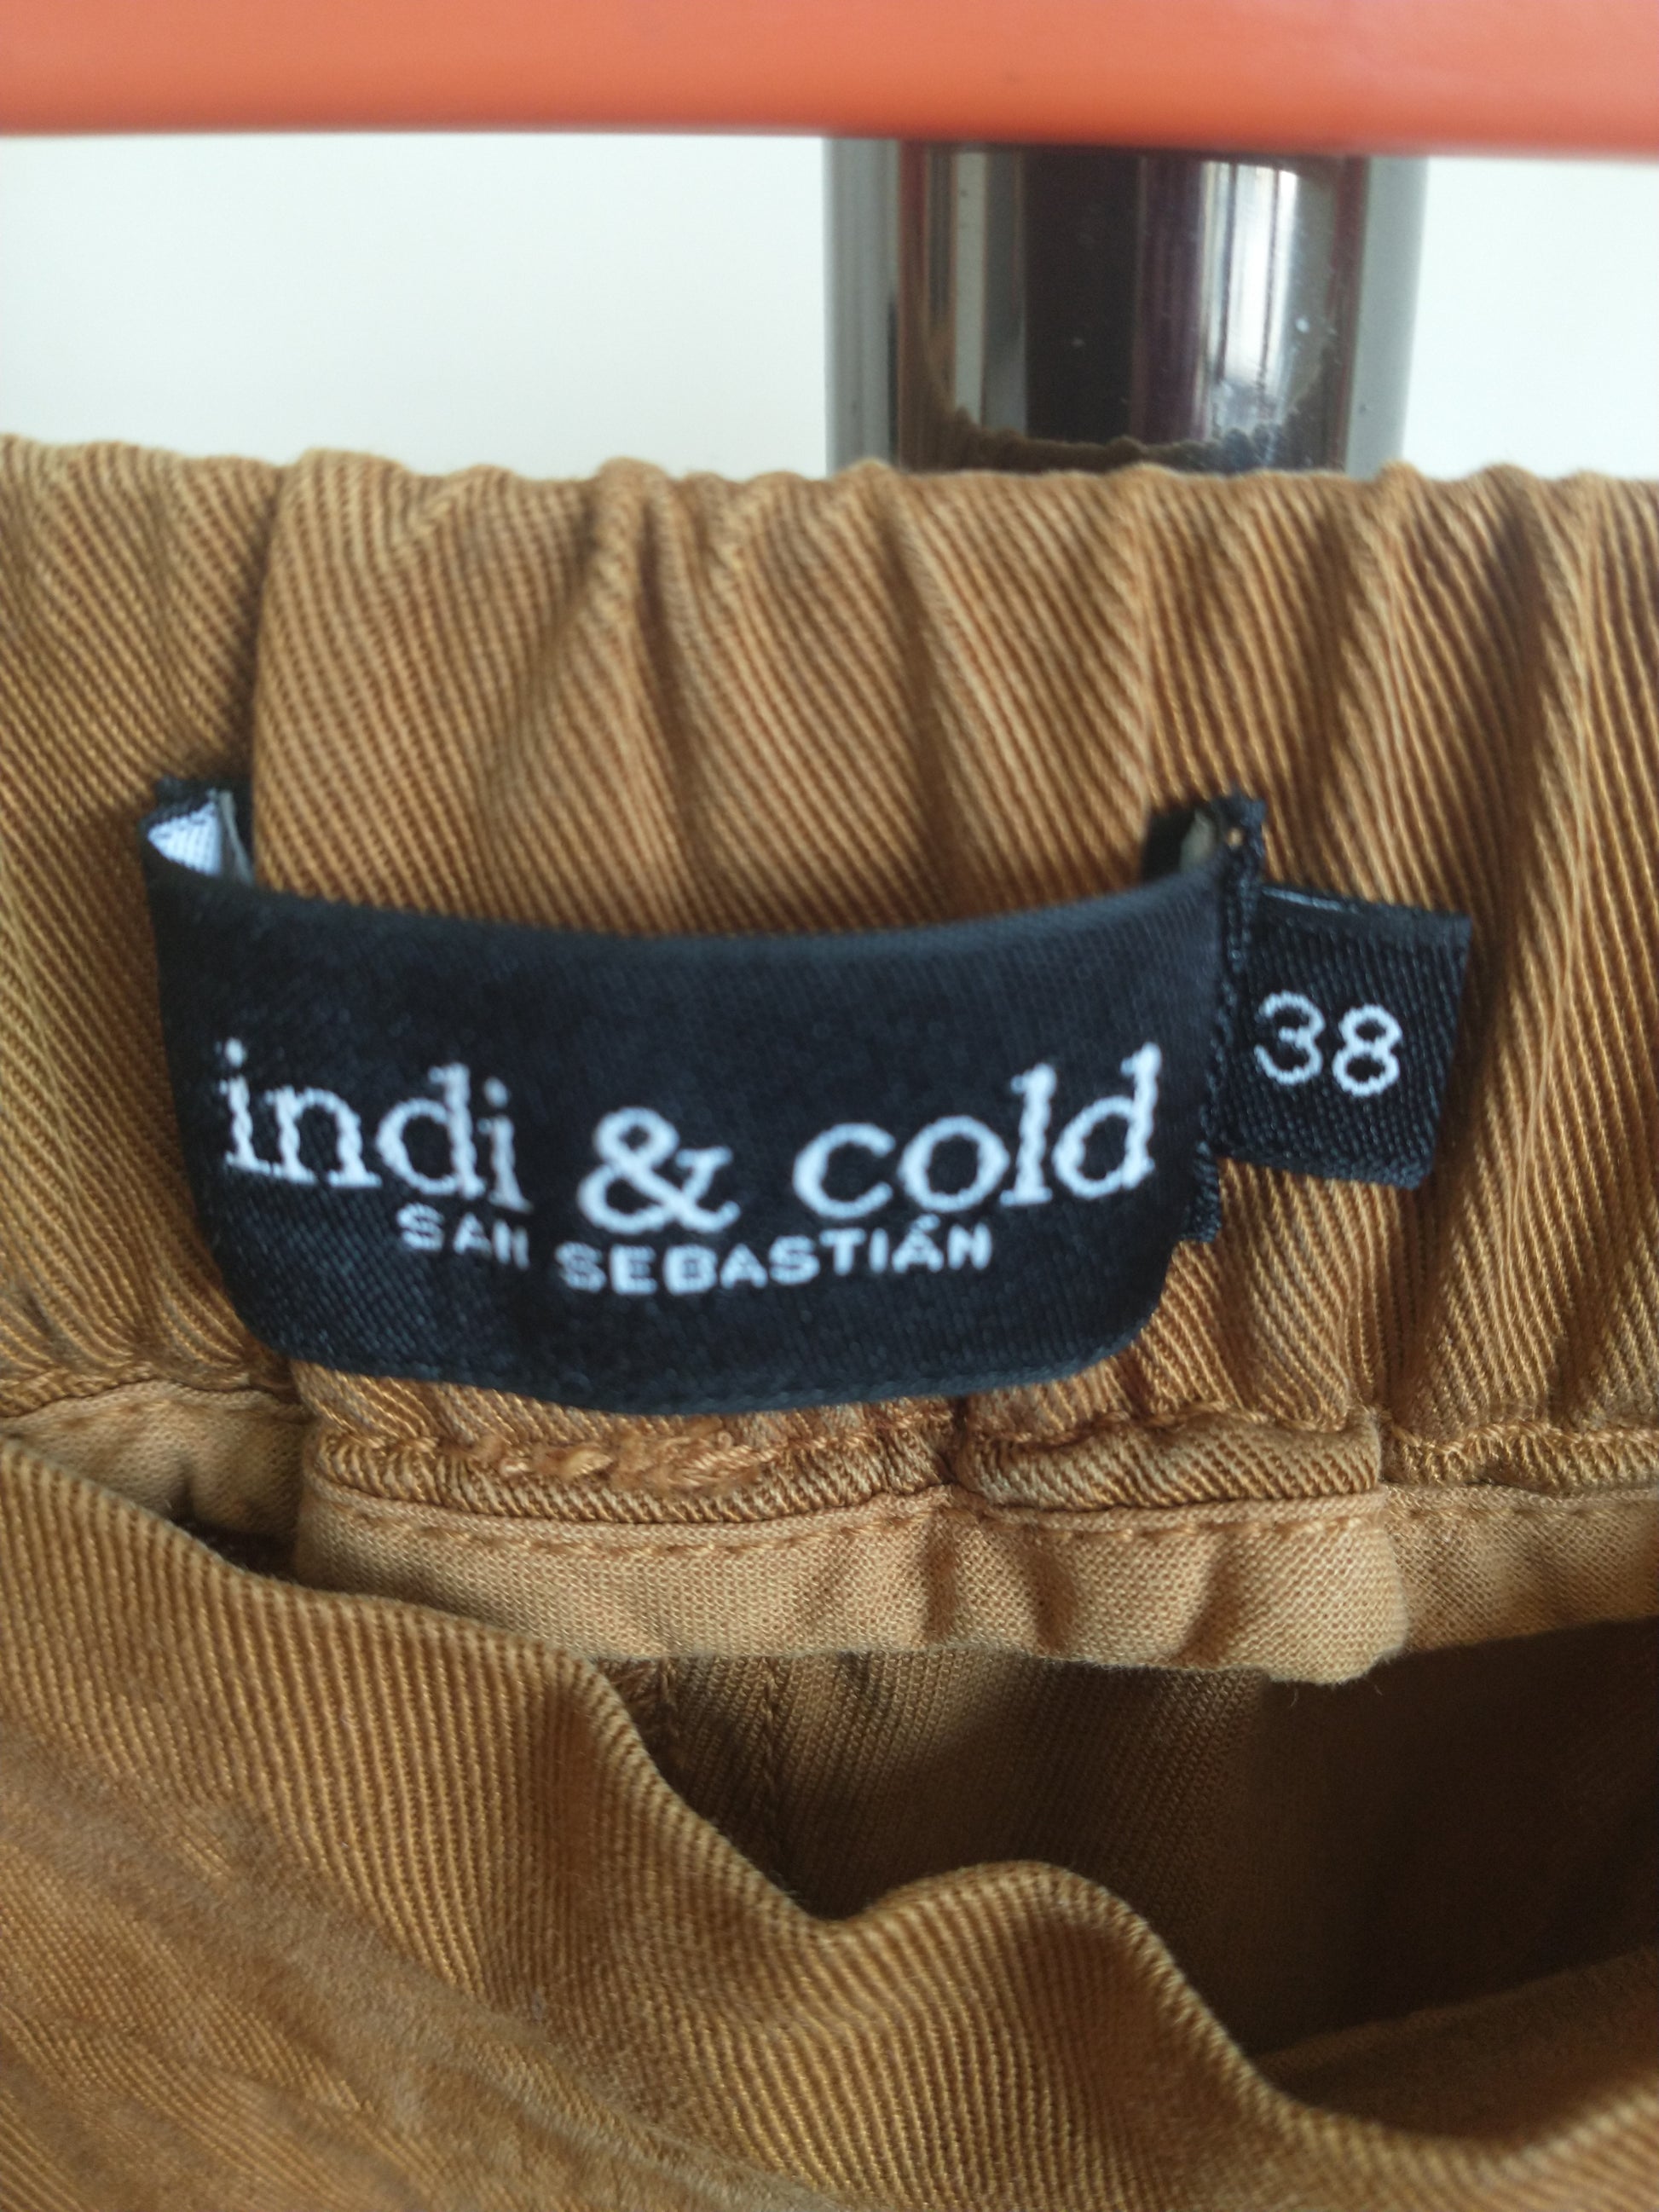 indi & cold
SAN SEBASTIÁN
38